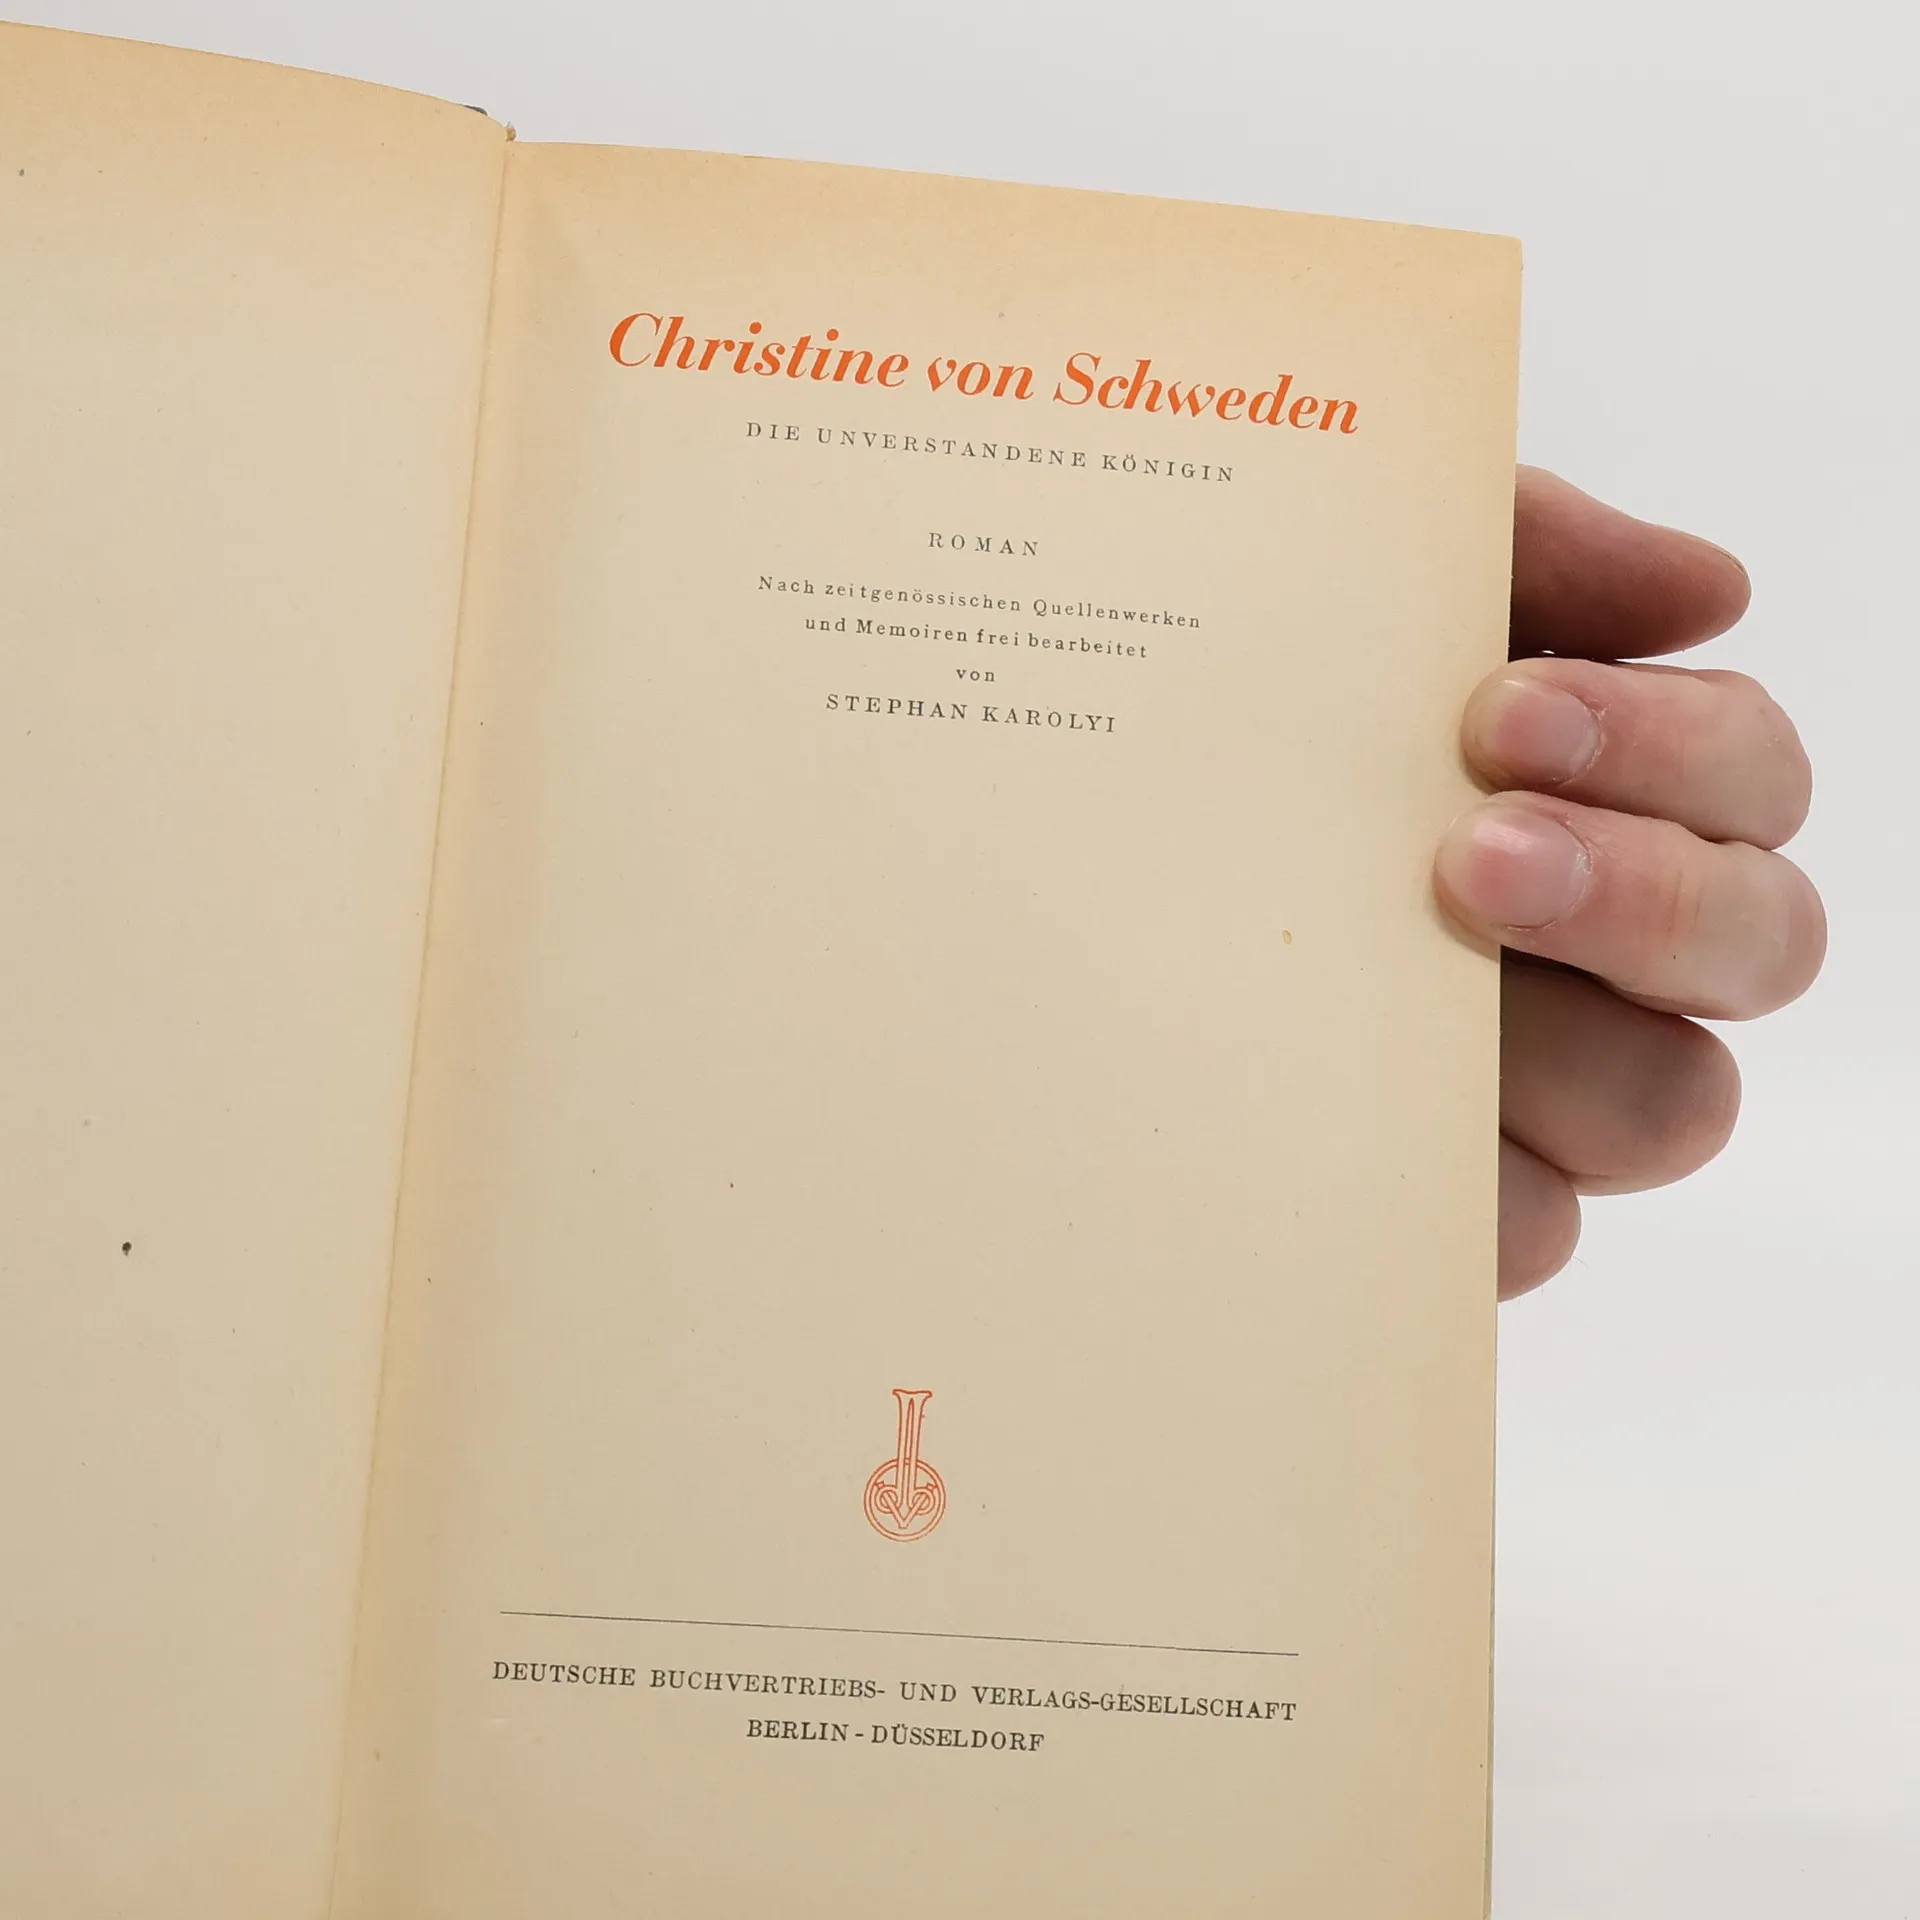 Christine von Schweden
DIE UNVERSTANDENE KÖNIGIN
ROMAN
Nach zeitgenössischen Quellenwerken
und Memoiren frei bearbeitet
von
STEPHAN KAROLYI
DEUTSCHE BUCHVERTRIEBS- UND VERLAGS-GESELLSCHAFT
BERLIN - DÜSSELDORF